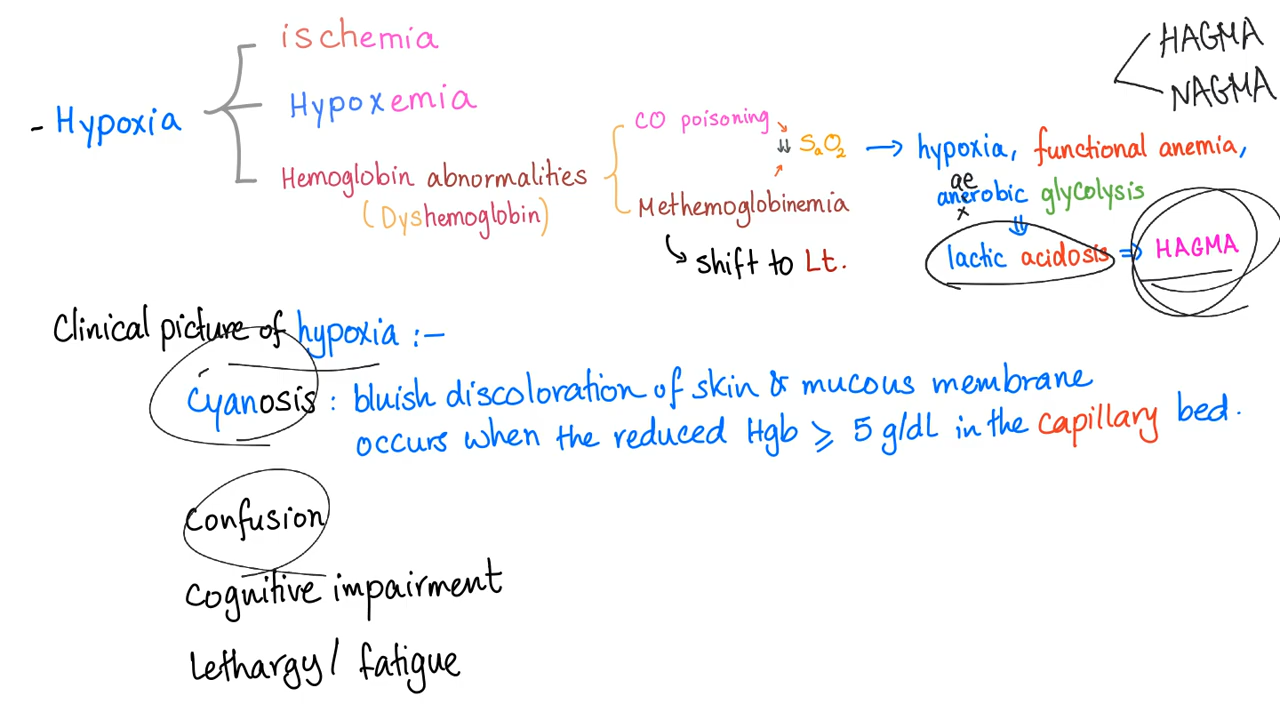 HAGMA
NAGMA
- Hypoxia
ischemia
Hypoxemia
Hemoglobin abnormalities
(Dyshemoglobin)
CO poisoning
Methemoglobinemia
↓↓ SaO2 → hypoxia, functional anemia,
ae
anerobic glycolysis
x
⇓
lactic acidosis ⇒ HAGMA
↳ shift to Lt.
Clinical picture of hypoxia :-
Cyanosis : bluish discoloration of skin & mucous membrane
occurs when the reduced Hgb ⩾ 5 g/dL in the capillary bed.
Confusion
Cognitive impairment
Lethargy/ fatigue